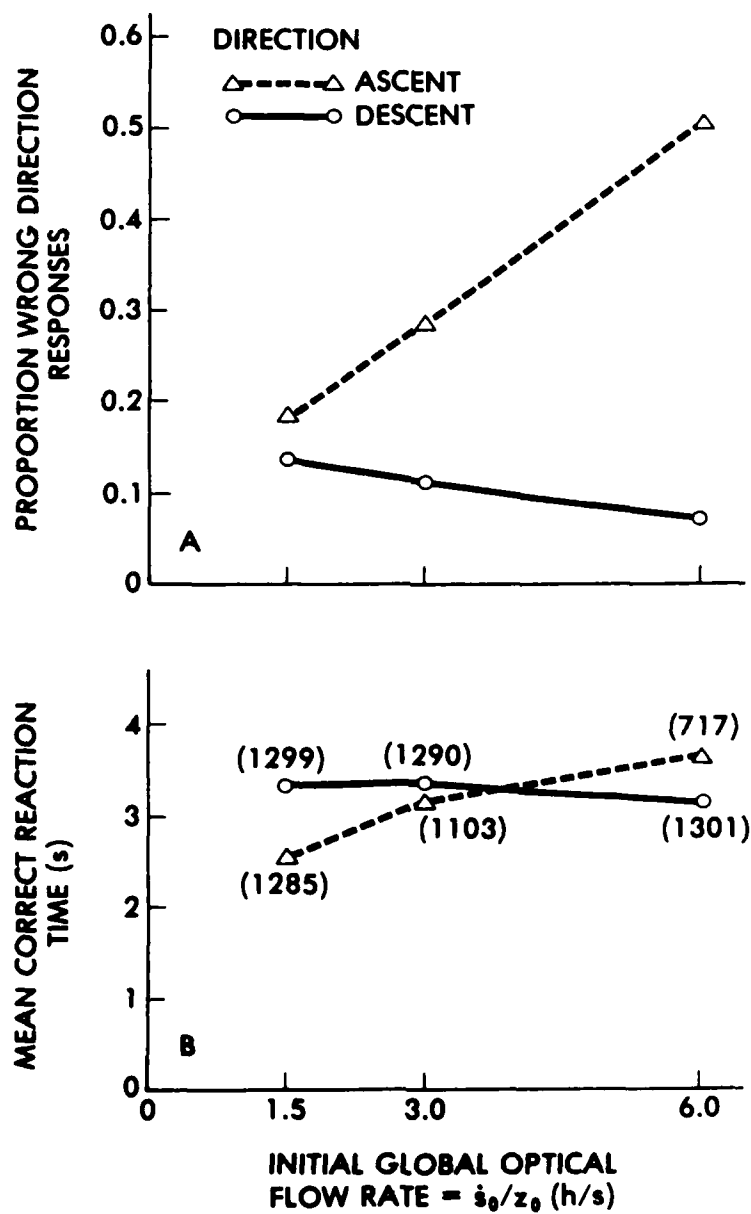 0.6
DIRECTION
ASCENT
DESCENT
0.5
0.4
0.3
0.2
0.1
0
PROPORTION WRONG DIRECTION
RESPONSES
A
4
3
2
1
0
MEAN CORRECT REACTION
TIME (s)
(1299)
(1290)
(717)
(1103)
(1301)
(1285)
B
0
1.5
3.0
6.0
INITIAL GLOBAL OPTICAL
FLOW RATE = ṡ₀/z₀ (h/s)